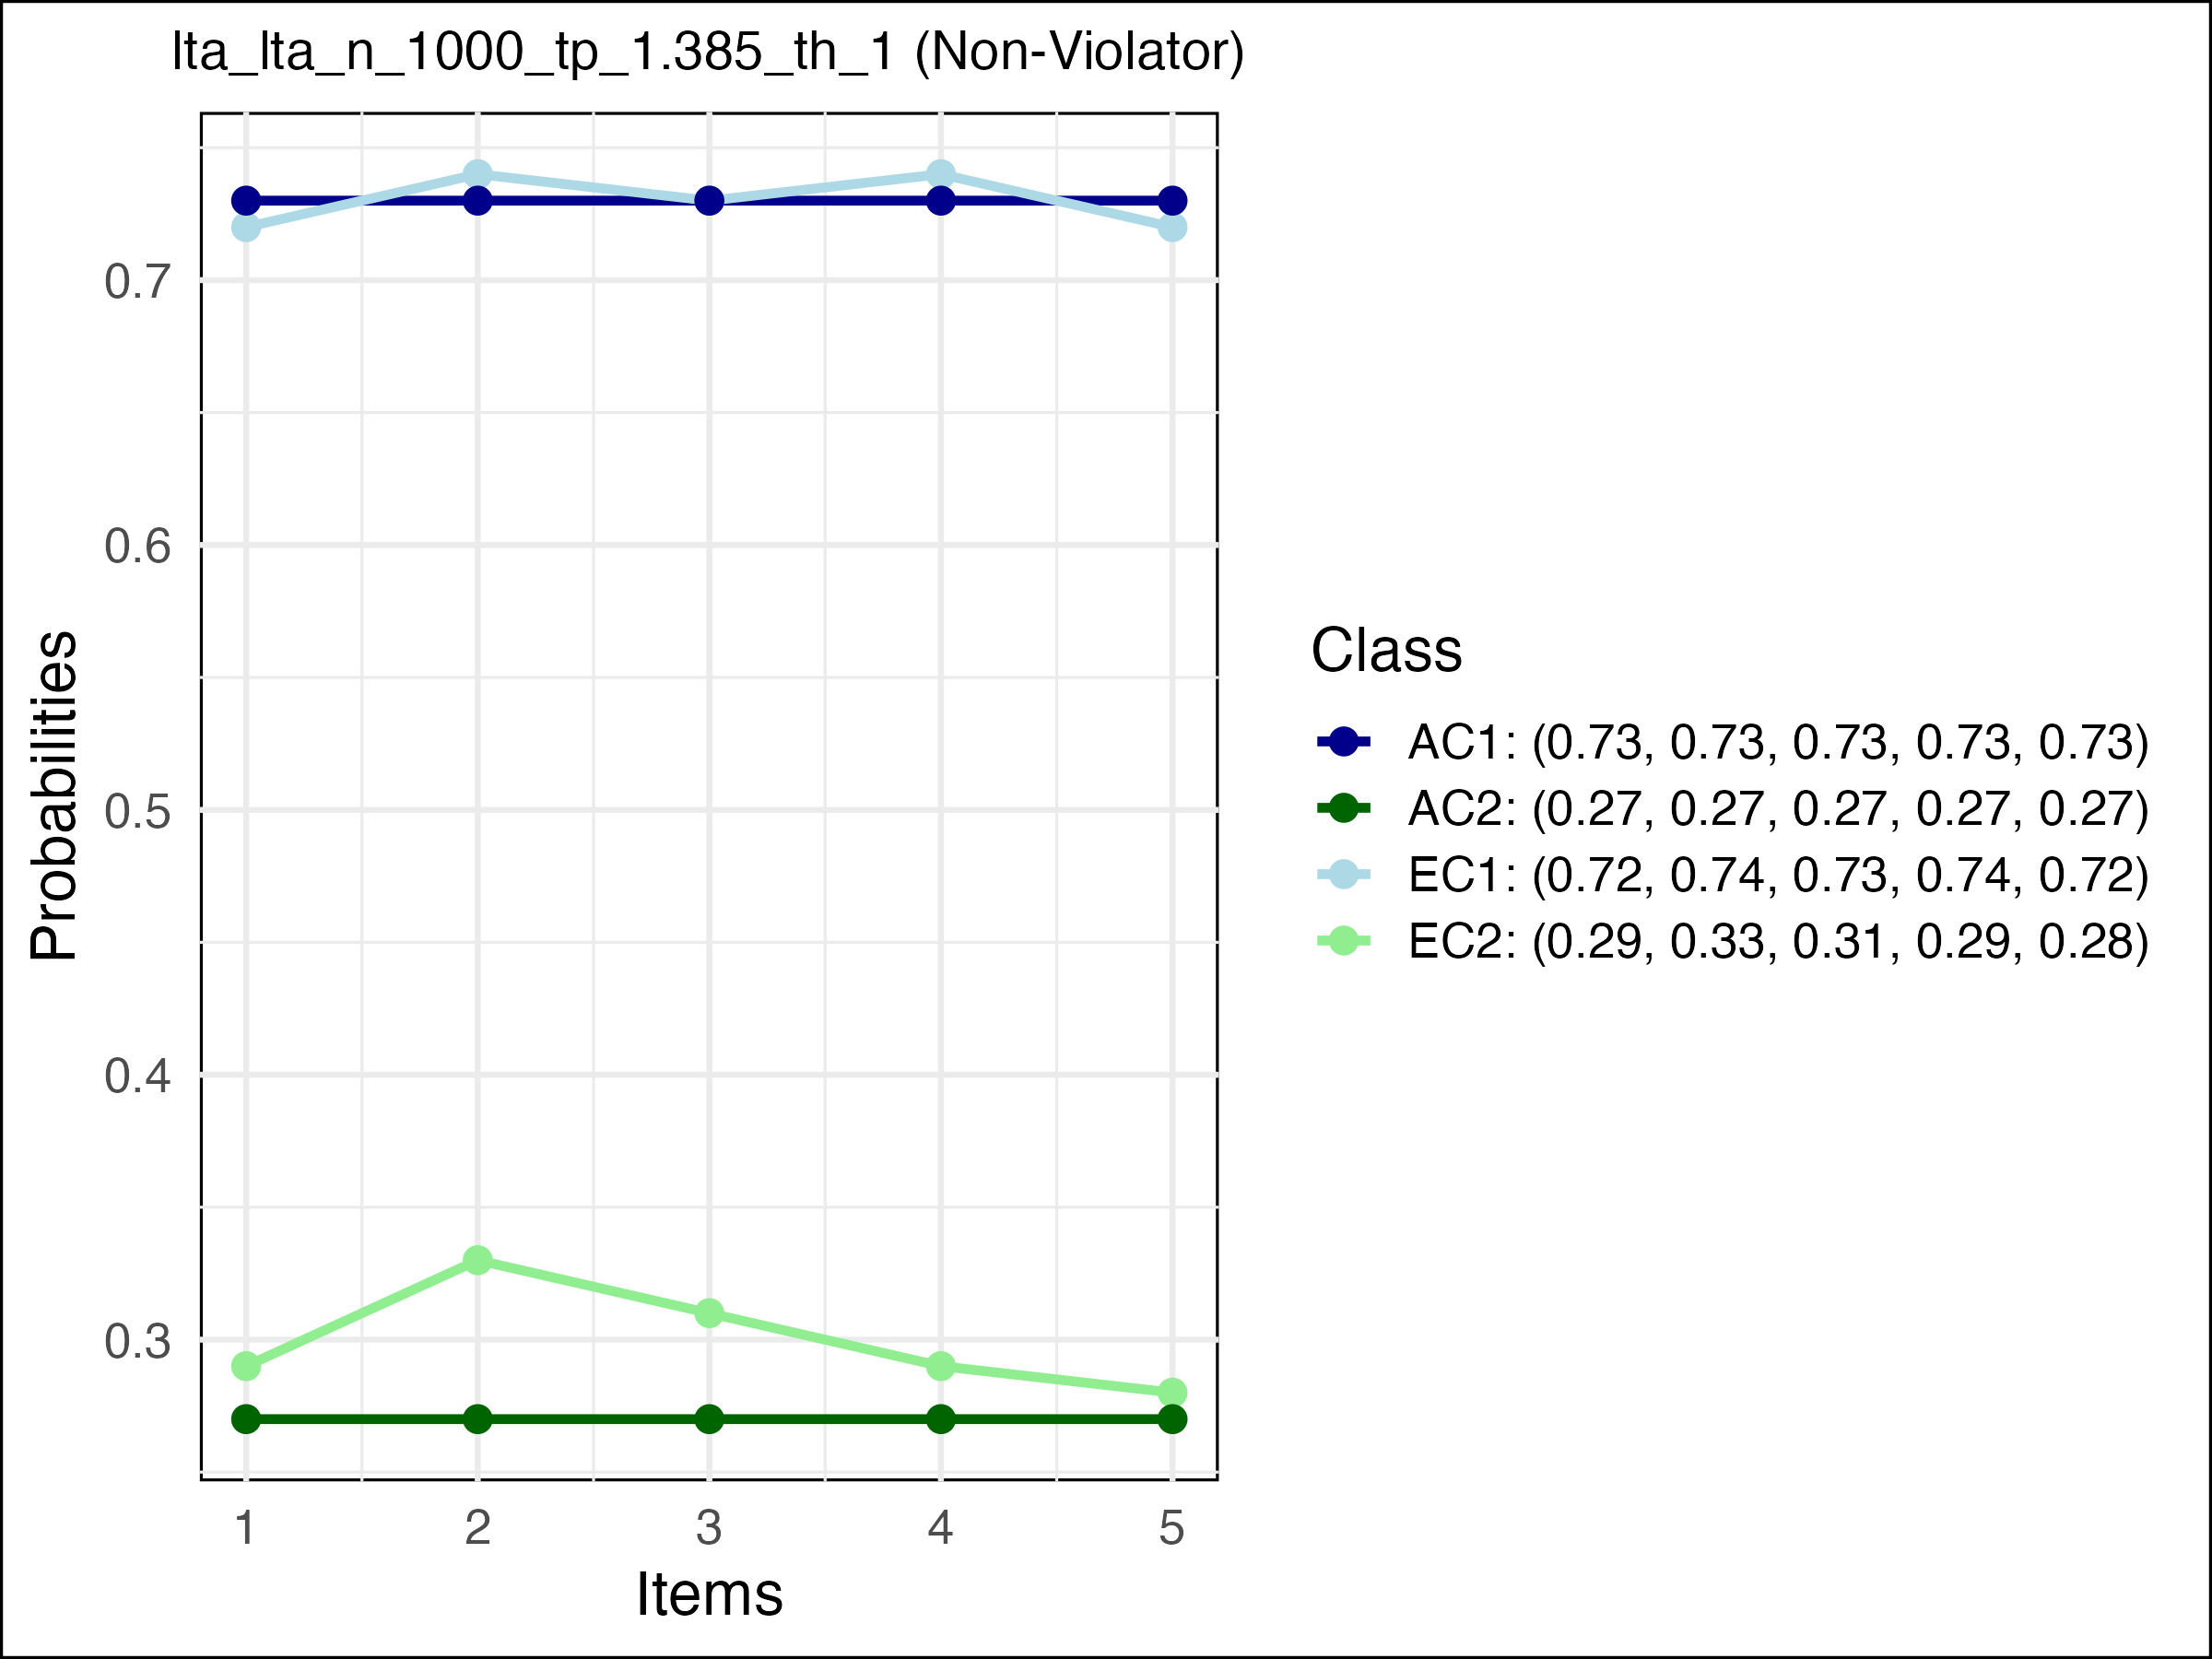 lta_lta_n_1000_tp_1.385_th_1 (Non-Violator)
Probabilities
0.7
0.6
0.5
0.4
0.3
1 2 3 4 5
Items
Class
AC1: (0.73, 0.73, 0.73, 0.73, 0.73)
AC2: (0.27, 0.27, 0.27, 0.27, 0.27)
EC1: (0.72, 0.74, 0.73, 0.74, 0.72)
EC2: (0.29, 0.33, 0.31, 0.29, 0.28)